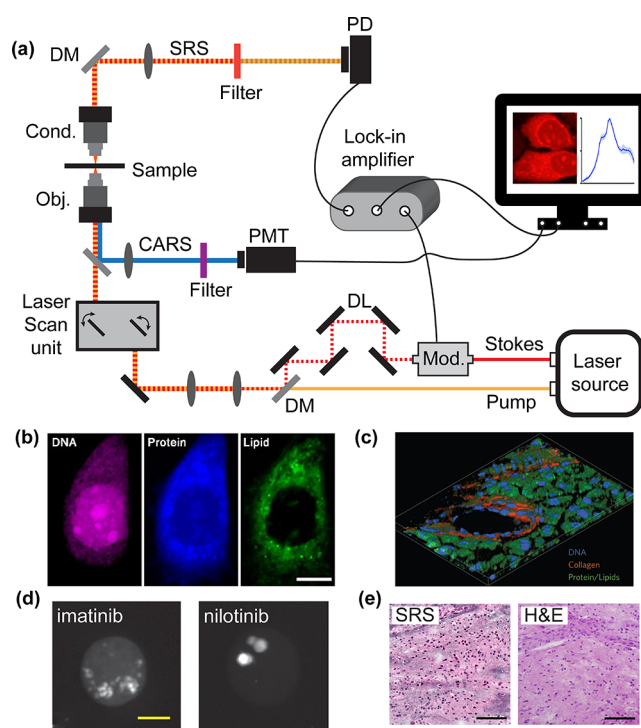 (a)
DM
SRS
PD
Filter
Cond.
Lock-in
amplifier
Sample
Obj.
CARS
PMT
Filter
Laser
Scan
unit
DL
Mod.
Stokes
Laser
source
DM
Pump
(b)
DNA
Protein
Lipid
(c)
DNA
Collagen
Protein/Lipids
(d)
imatinib
nilotinib
(e)
SRS
H&E